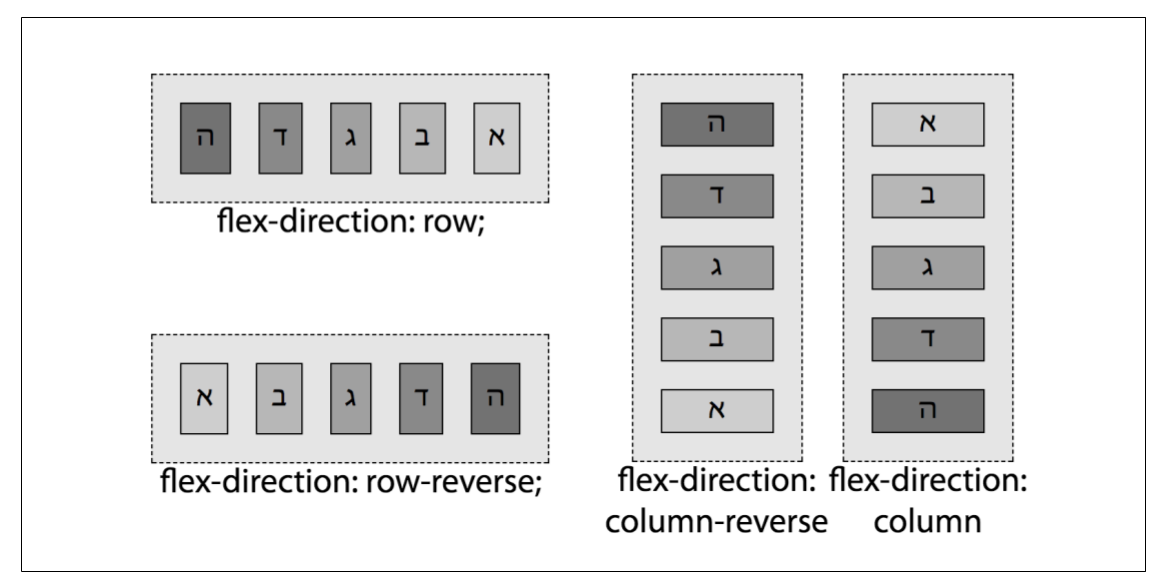 א ב ג ד ה
flex-direction: row;
א ב ג ד ה
flex-direction: row-reverse;
ה
ד
ג
ב
א
flex-direction:
column-reverse
א
ב
ג
ד
ה
flex-direction:
column